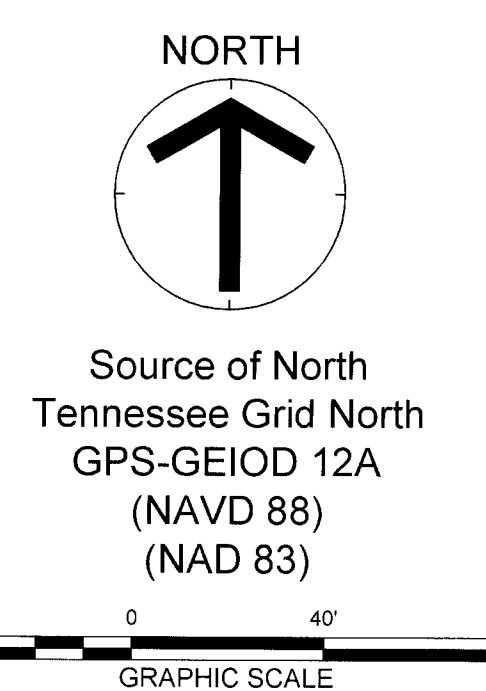 NORTH
Source of North
Tennessee Grid North
GPS-GEIOD 12A
(NAVD 88)
(NAD 83)
0 40'
GRAPHIC SCALE